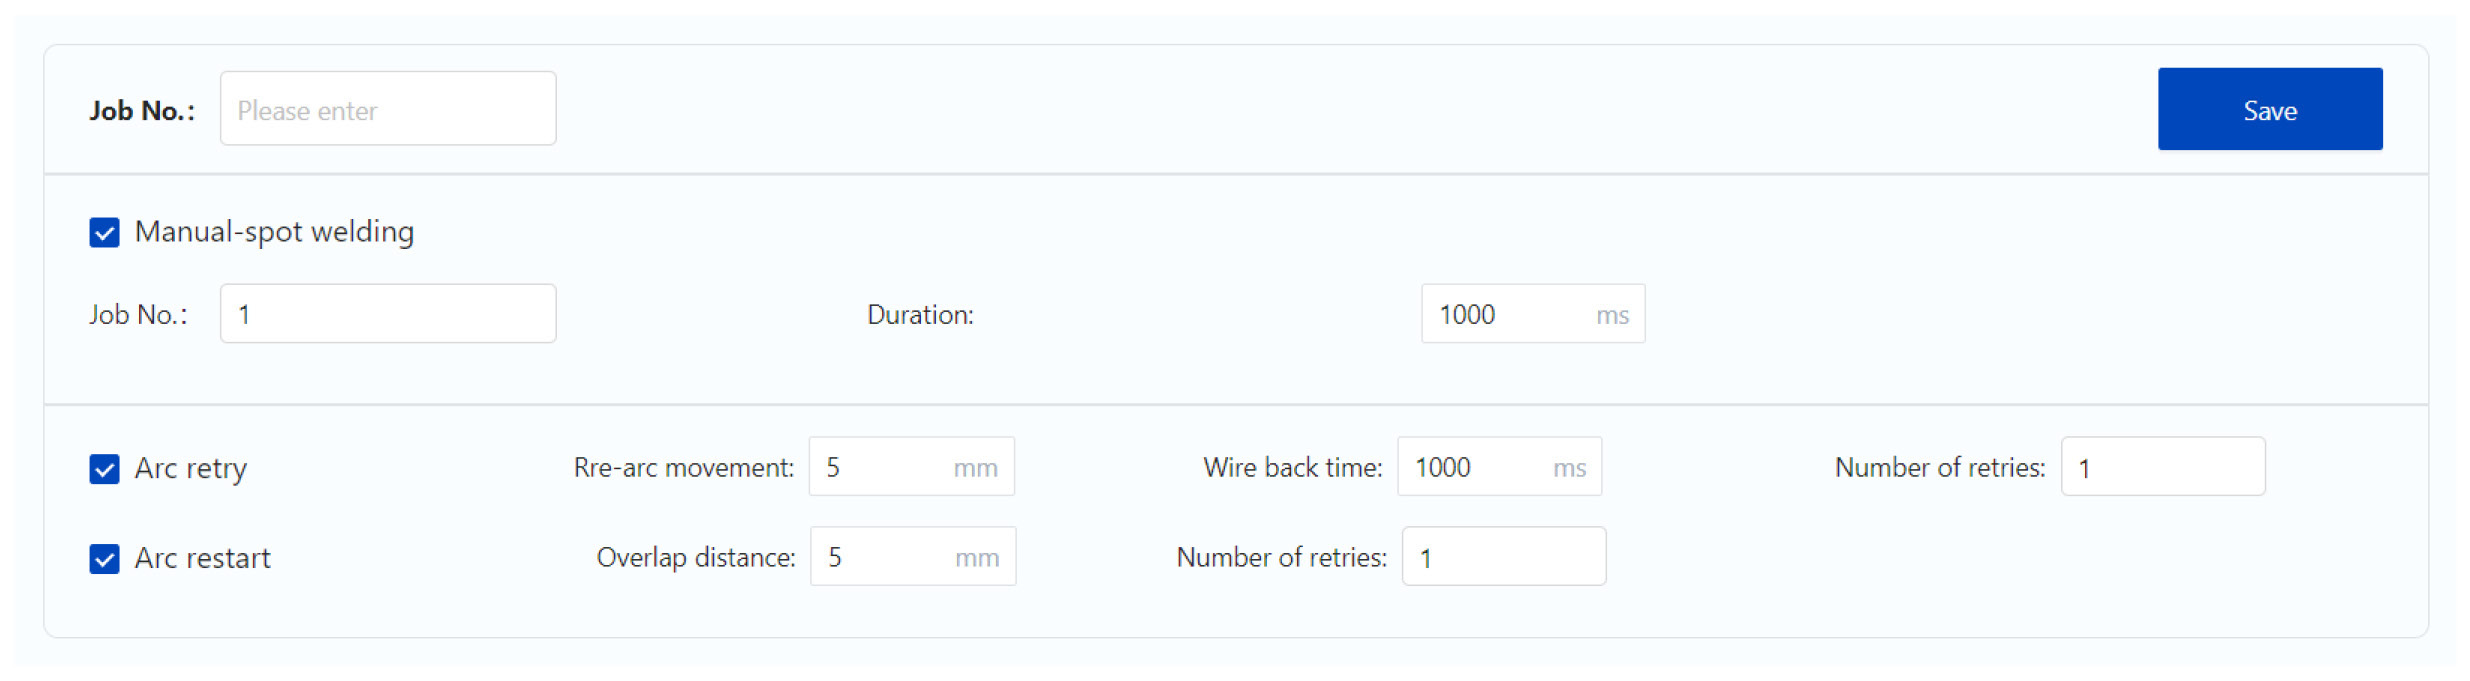 Job No.: Please enter Save
Manual-spot welding
Job No.: 1 Duration: 1000 ms
Arc retry Rre-arc movement: 5 mm Wire back time: 1000 ms Number of retries: 1
Arc restart Overlap distance: 5 mm Number of retries: 1